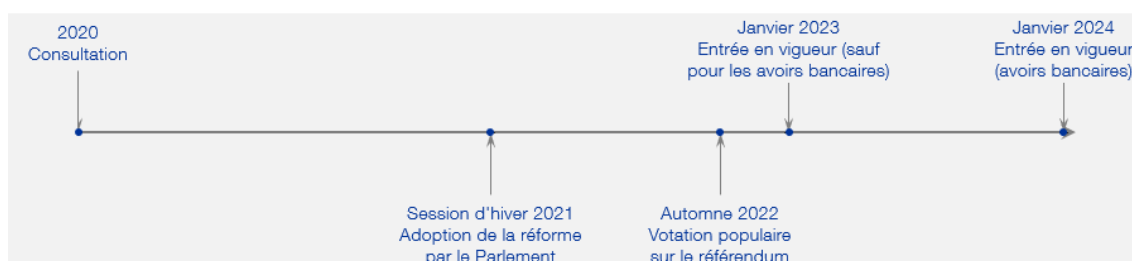 2020
Consultation
Janvier 2023
Entrée en vigueur (sauf
pour les avoirs bancaires)
Janvier 2024
Entrée en vigueur
(avoirs bancaires)
Session d'hiver 2021
Adoption de la réforme
par le Parlement
Automne 2022
Votation populaire
sur le référendum